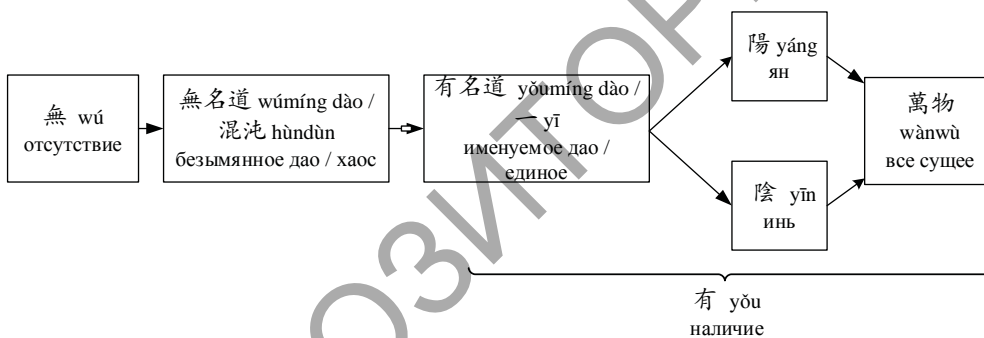 無 wú
отсутствие
無名道 wúmíng dào /
混沌 hùndùn
безымянное дао / хаос
有名道 yǒumíng dào /
一 yī
именуемое дао /
единое
陽 yáng
ян
陰 yīn
инь
萬物
wànwù
все сущее
有 yǒu
наличие
ОЗИТОР